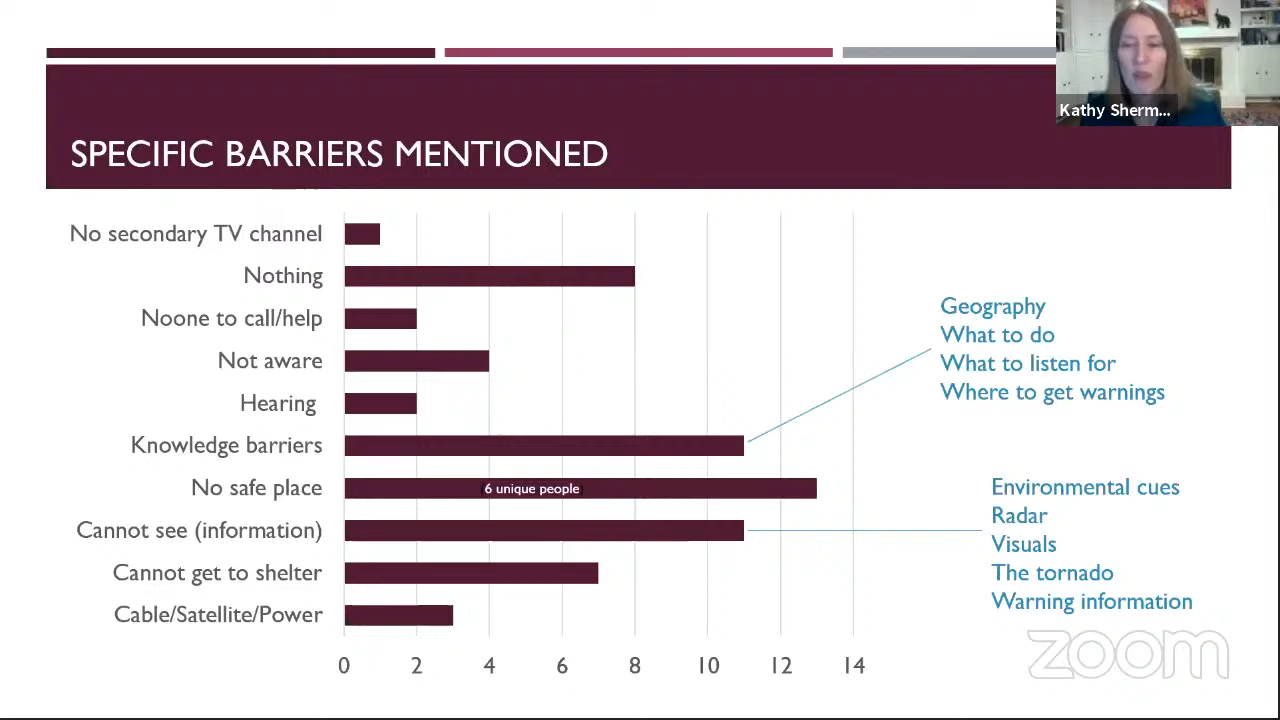 Kathy Sherm...
SPECIFIC BARRIERS MENTIONED
No secondary TV channel
Nothing
Noone to call/help
Not aware
Hearing
Knowledge barriers
No safe place
6 unique people
Cannot see (information)
Cannot get to shelter
Cable/Satellite/Power
0 2 4 6 8 10 12 14
Geography
What to do
What to listen for
Where to get warnings
Environmental cues
Radar
Visuals
The tornado
Warning information
zoom